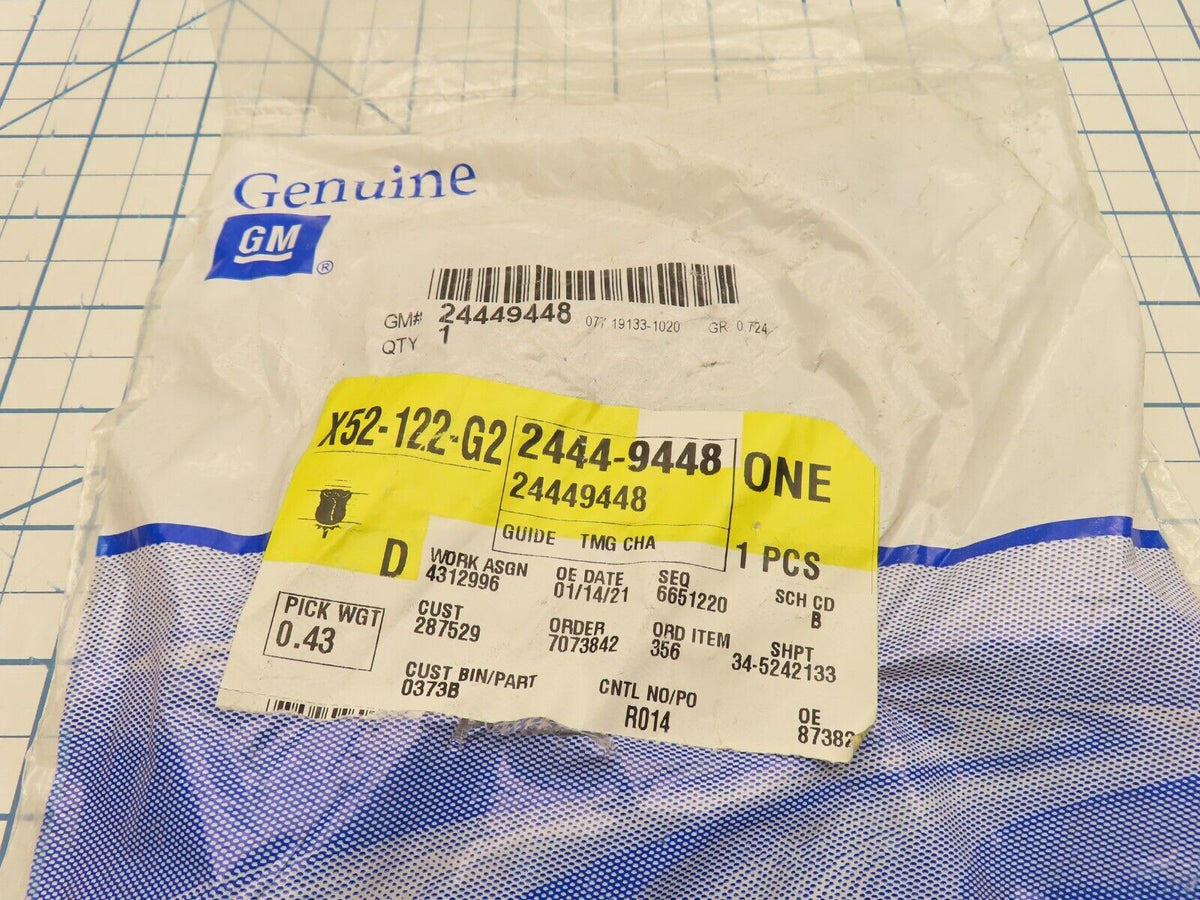 Genuine
GM ®
GM# 24449448 077 19133-1020 GR 0.724
QTY 1
X52-122-G2 2444-9448 ONE
24449448
GUIDE TMG CHA
1 PCS
D
WORK ASGN OE DATE SEQ SCH CD
4312996 01/14/21 6651220 B
PICK WGT CUST ORDER ORD ITEM SHPT
0.43 287529 7073842 356 34-5242133
CUST BIN/PART CNTL NO/PO OE
0373B R014 87382